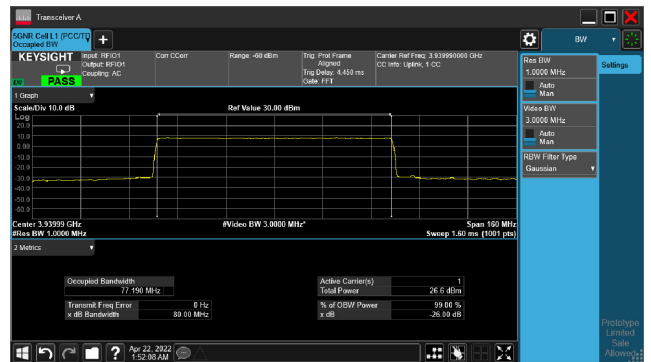 Transceiver A
5GNR Cell L1 (PCC/TD
Occupied BW
KEYSIGHT
PASS
Input: RFIO1
Output: RFIO1
Coupling: AC
Corr CCorr
Range: -60 dBm
Trig: Prot Frame
Aligned
Trig Delay: 4.450 ms
Gate: FFT
Carrier Ref Freq: 3.939990000 GHz
CC Info: Uplink, 1 CC
BW
Settings
Res BW
1.0000 MHz
Auto
Man
Video BW
3.0000 MHz
Auto
Man
RBW Filter Type
Gaussian
1 Graph
Scale/Div 10.0 dB
Ref Value 30.00 dBm
Log
20.0
10.0
0.00
-10.0
-20.0
-30.0
-40.0
-50.0
-60.0
Center 3.93999 GHz
#Video BW 3.0000 MHz*
Span 160 MHz
#Res BW 1.0000 MHz
Sweep 1.60 ms (1001 pts)
2 Metrics
Occupied Bandwidth
77.190 MHz
Transmit Freq Error 0 Hz
x dB Bandwidth 80.00 MHz
Active Carrier(s) 1
Total Power 26.6 dBm
% of OBW Power 99.00 %
x dB -26.00 dB
Apr 22, 2022
1:52:08 AM
Prototype
Limited
Sale
Allowed